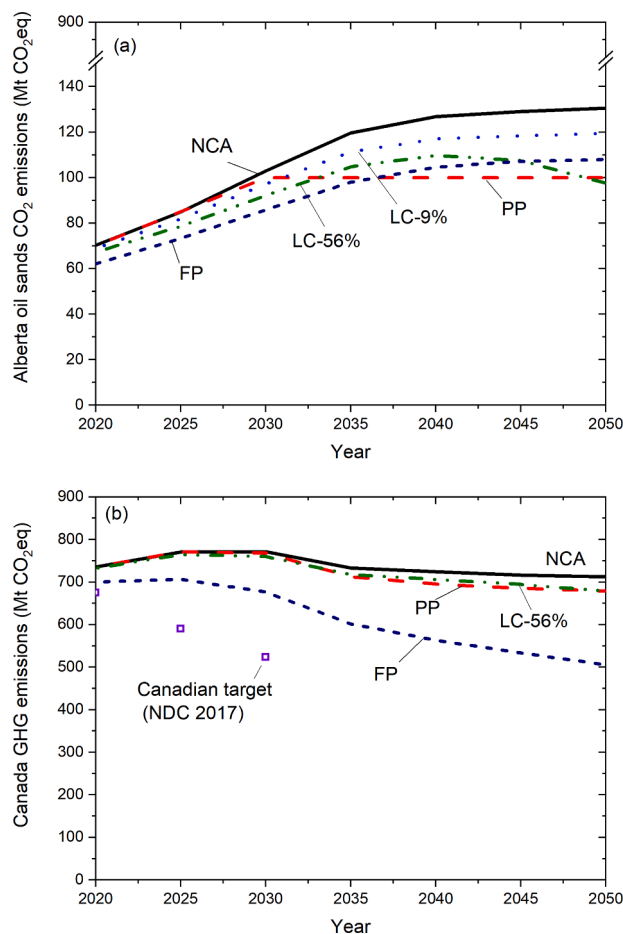 (a)
Alberta oil sands CO2 emissions (Mt CO2eq)
900
140
120
100
80
60
40
20
0
NCA
LC-9%
LC-56%
PP
FP
2020 2025 2030 2035 2040 2045 2050
Year
(b)
Canada GHG emissions (Mt CO2eq)
900
800
700
600
500
400
300
200
100
0
NCA
PP
LC-56%
FP
Canadian target
(NDC 2017)
2020 2025 2030 2035 2040 2045 2050
Year